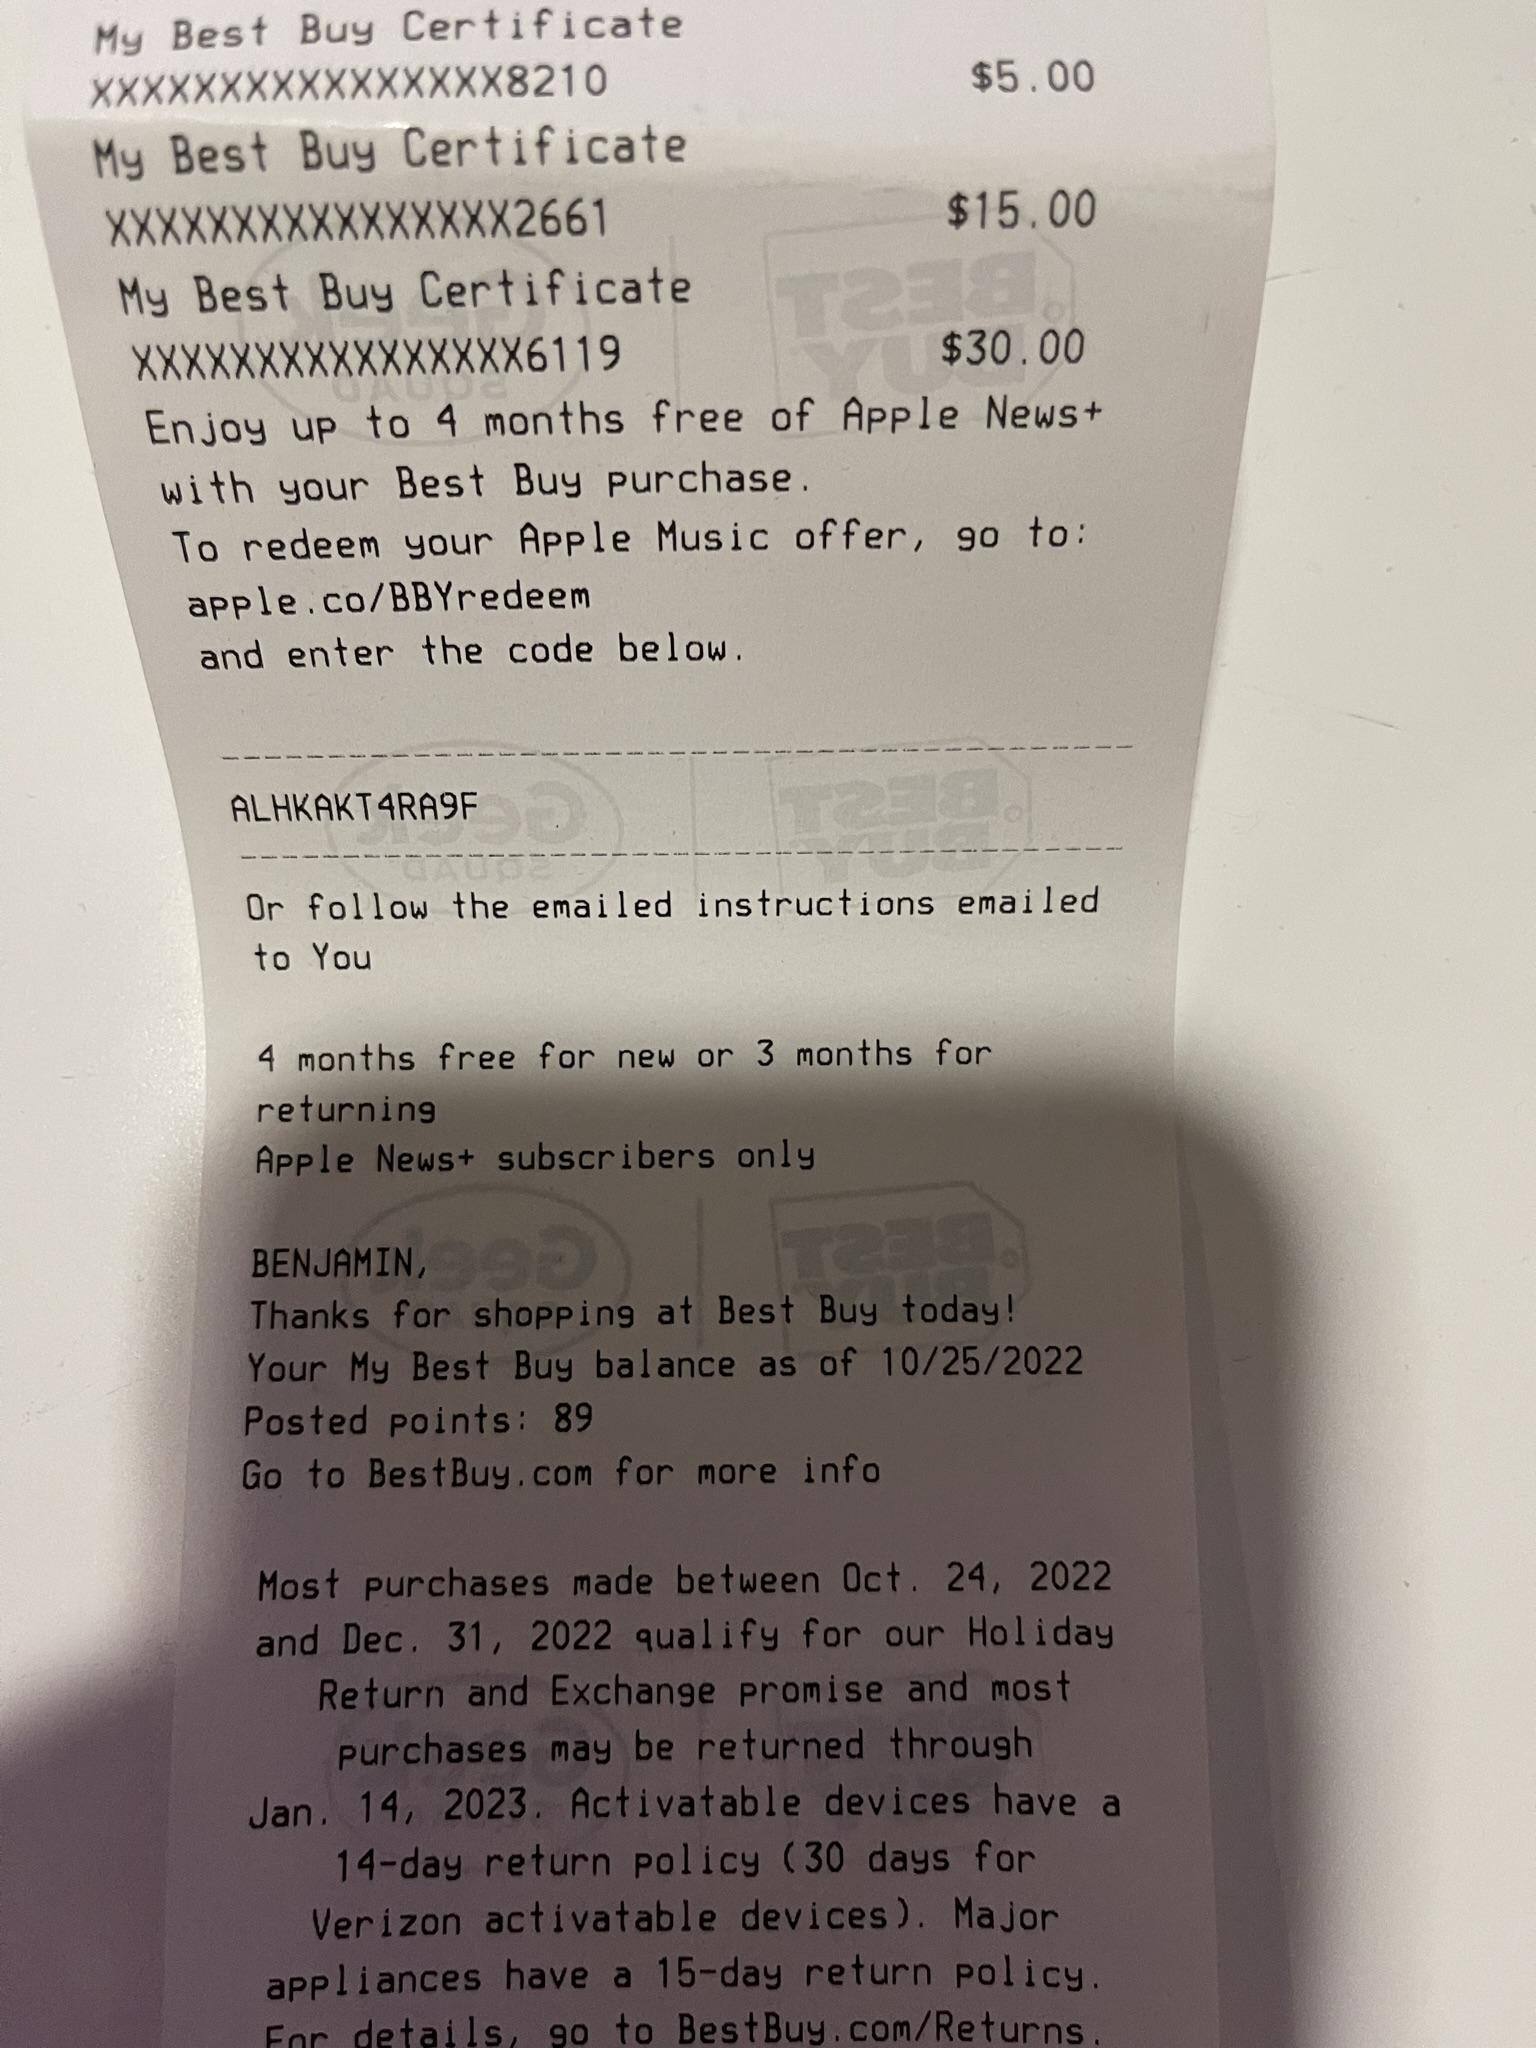 My Best Buy Certificate
XXXXXXXXXXXXXXXX8210 $5.00
My Best Buy Certificate
XXXXXXXXXXXXXXXX2661 $15.00
My Best Buy Certificate
XXXXXXXXXXXXXXXX6119 $30.00
Enjoy up to 4 months free of Apple News+
with your Best Buy purchase.
To redeem your Apple Music offer, go to:
apple.co/BBYredeem
and enter the code below.
ALHKAKT4RA9F
Or follow the emailed instructions emailed
to You
4 months free for new or 3 months for
returning
Apple News+ subscribers only
BENJAMIN,
Thanks for shopping at Best Buy today!
Your My Best Buy balance as of 10/25/2022
Posted points: 89
Go to BestBuy.com for more info
Most purchases made between Oct. 24, 2022
and Dec. 31, 2022 qualify for our Holiday
Return and Exchange promise and most
purchases may be returned through
Jan. 14, 2023. Activatable devices have a
14-day return policy (30 days for
Verizon activatable devices). Major
appliances have a 15-day return policy.
For details, go to BestBuy.com/Returns.